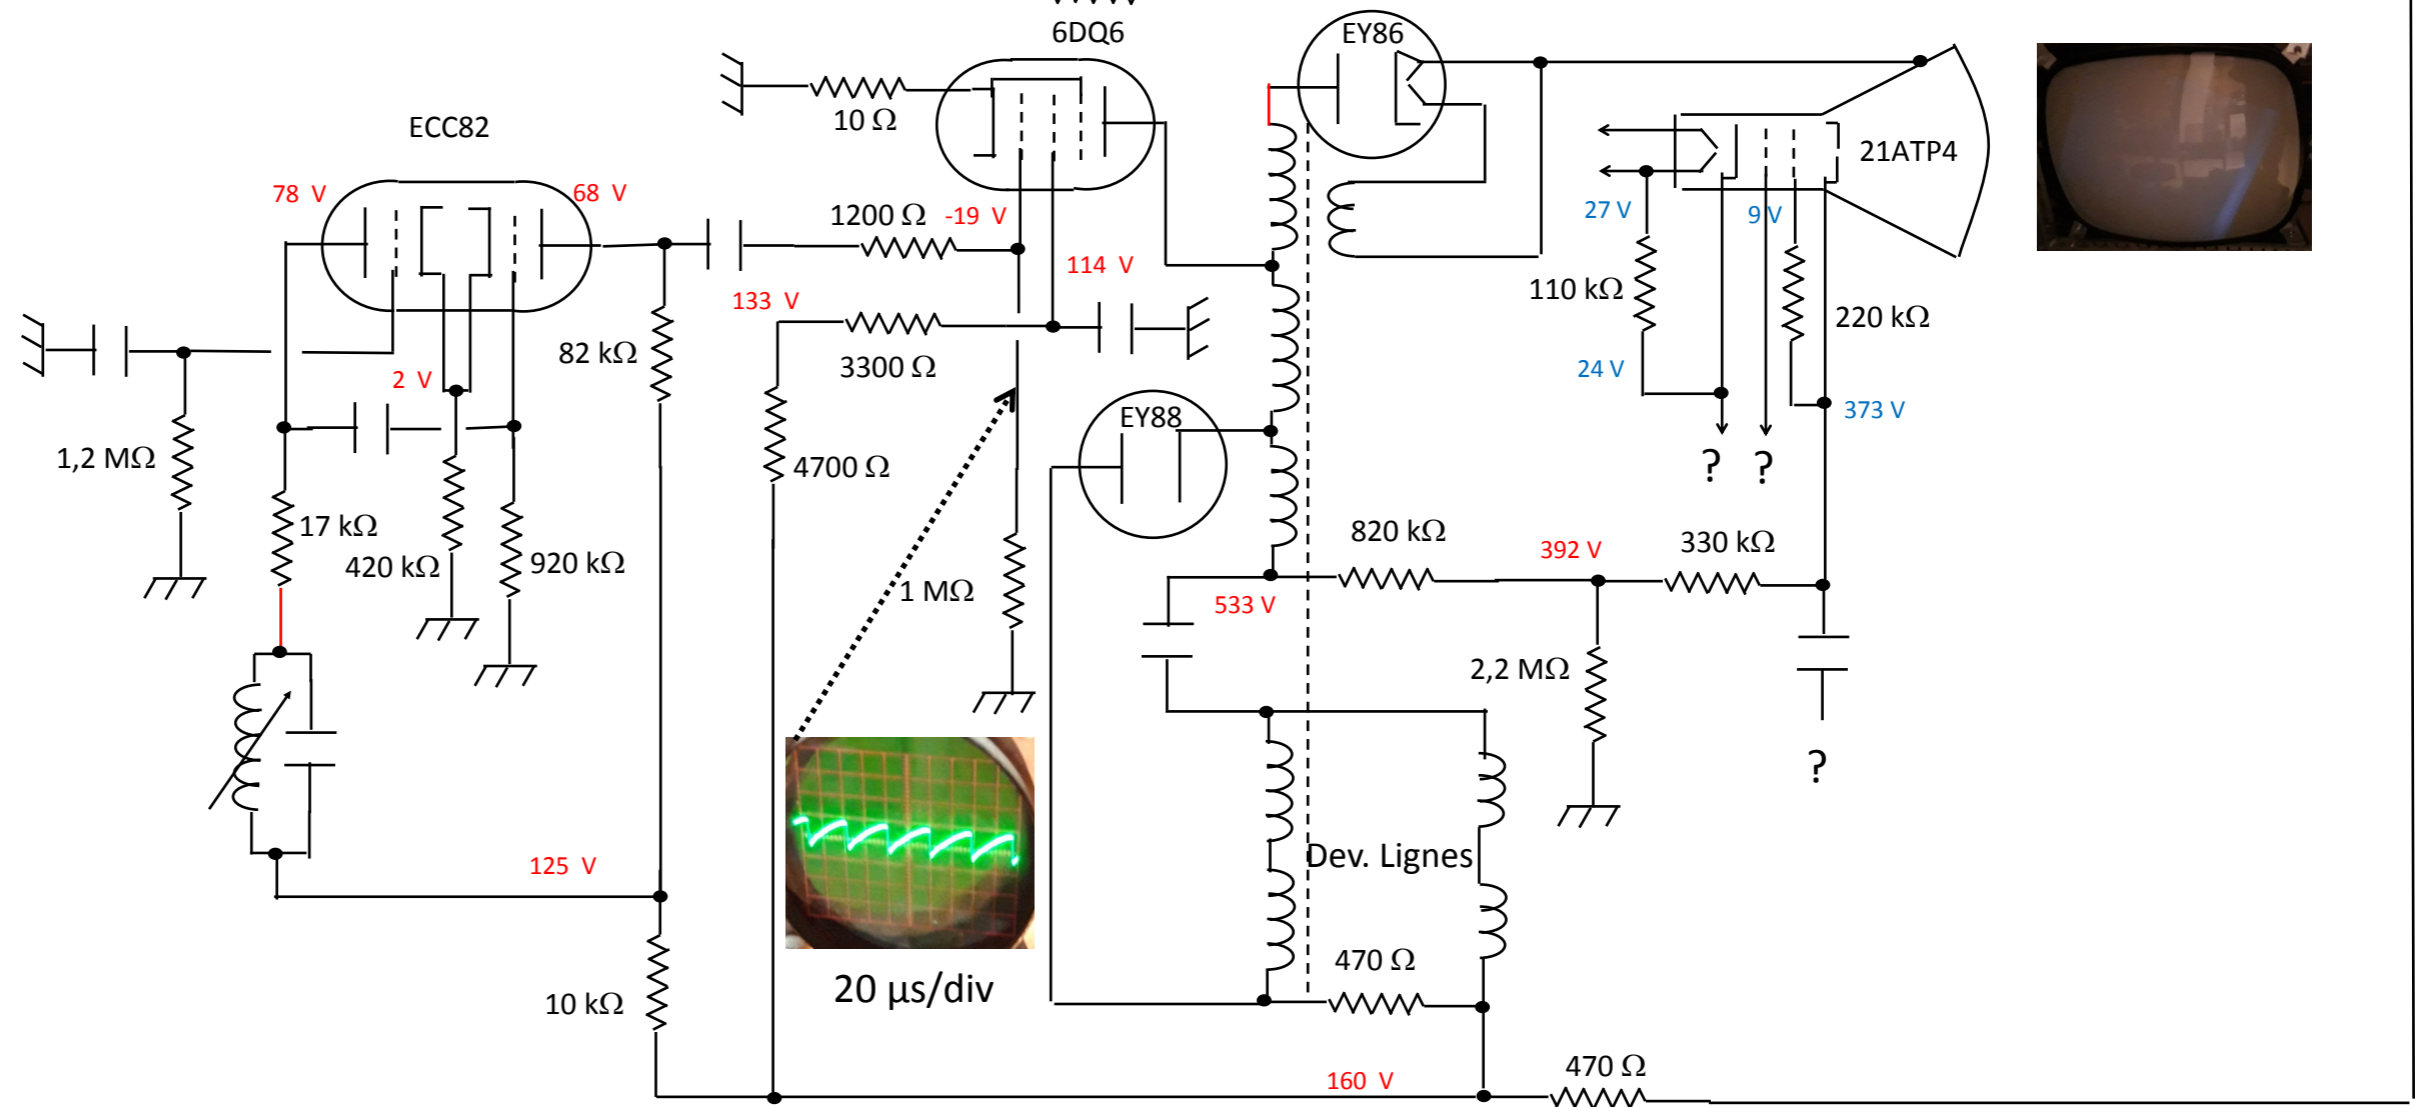 6DQ6
EY86
10 Ω
ECC82
21ATP4
78 V
68 V
1200 Ω
-19 V
27 V
9 V
114 V
133 V
110 kΩ
220 kΩ
82 kΩ
3300 Ω
2 V
24 V
373 V
EY88
1,2 MΩ
4700 Ω
?
?
17 kΩ
820 kΩ
392 V
330 kΩ
420 kΩ
920 kΩ
1 MΩ
533 V
2,2 MΩ
?
125 V
Dev. Lignes
470 Ω
20 µs/div
10 kΩ
160 V
470 Ω